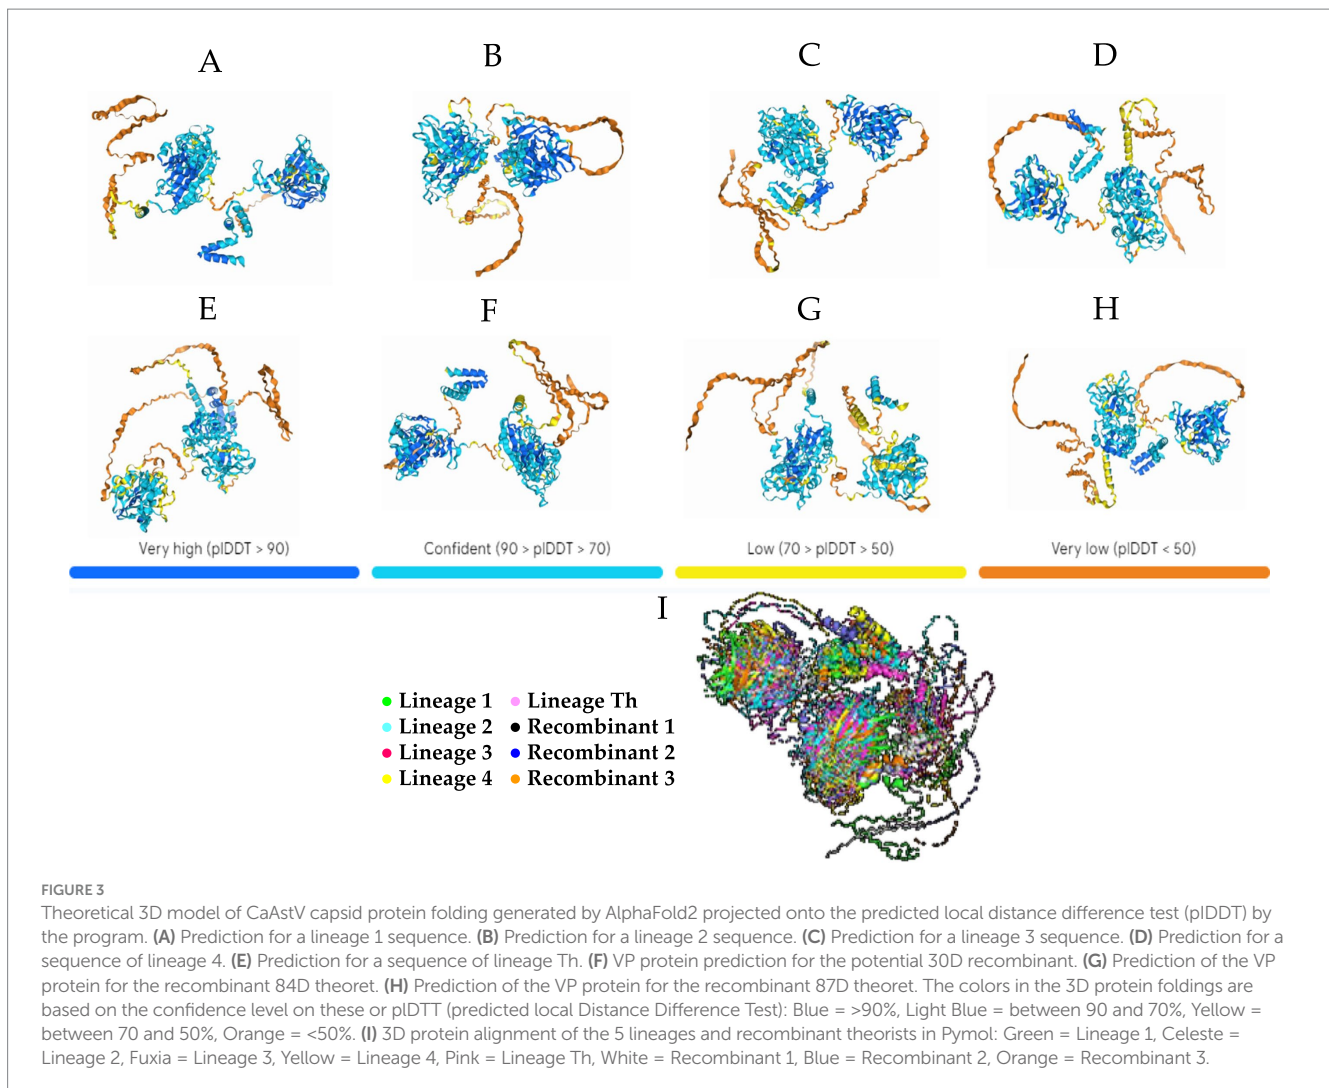 A
B
C
D
E
F
G
H
Very high (plDDT > 90)
Confident (90 > plDDT > 70)
Low (70 > plDDT > 50)
Very low (plDDT < 50)
I
Lineage 1
Lineage Th
Lineage 2
Recombinant 1
Lineage 3
Recombinant 2
Lineage 4
Recombinant 3
FIGURE 3
Theoretical 3D model of CaAstV capsid protein folding generated by AlphaFold2 projected onto the predicted local distance difference test (plDDT) by
the program. (A) Prediction for a lineage 1 sequence. (B) Prediction for a lineage 2 sequence. (C) Prediction for a lineage 3 sequence. (D) Prediction for a
sequence of lineage 4. (E) Prediction for a sequence of lineage Th. (F) VP protein prediction for the potential 30D recombinant. (G) Prediction of the VP
protein for the recombinant 84D theoret. (H) Prediction of the VP protein for the recombinant 87D theoret. The colors in the 3D protein foldings are
based on the confidence level on these or plDTT (predicted local Distance Difference Test): Blue = >90%, Light Blue = between 90 and 70%, Yellow =
between 70 and 50%, Orange = <50%. (I) 3D protein alignment of the 5 lineages and recombinant theorists in Pymol: Green = Lineage 1, Celeste =
Lineage 2, Fuxia = Lineage 3, Yellow = Lineage 4, Pink = Lineage Th, White = Recombinant 1, Blue = Recombinant 2, Orange = Recombinant 3.